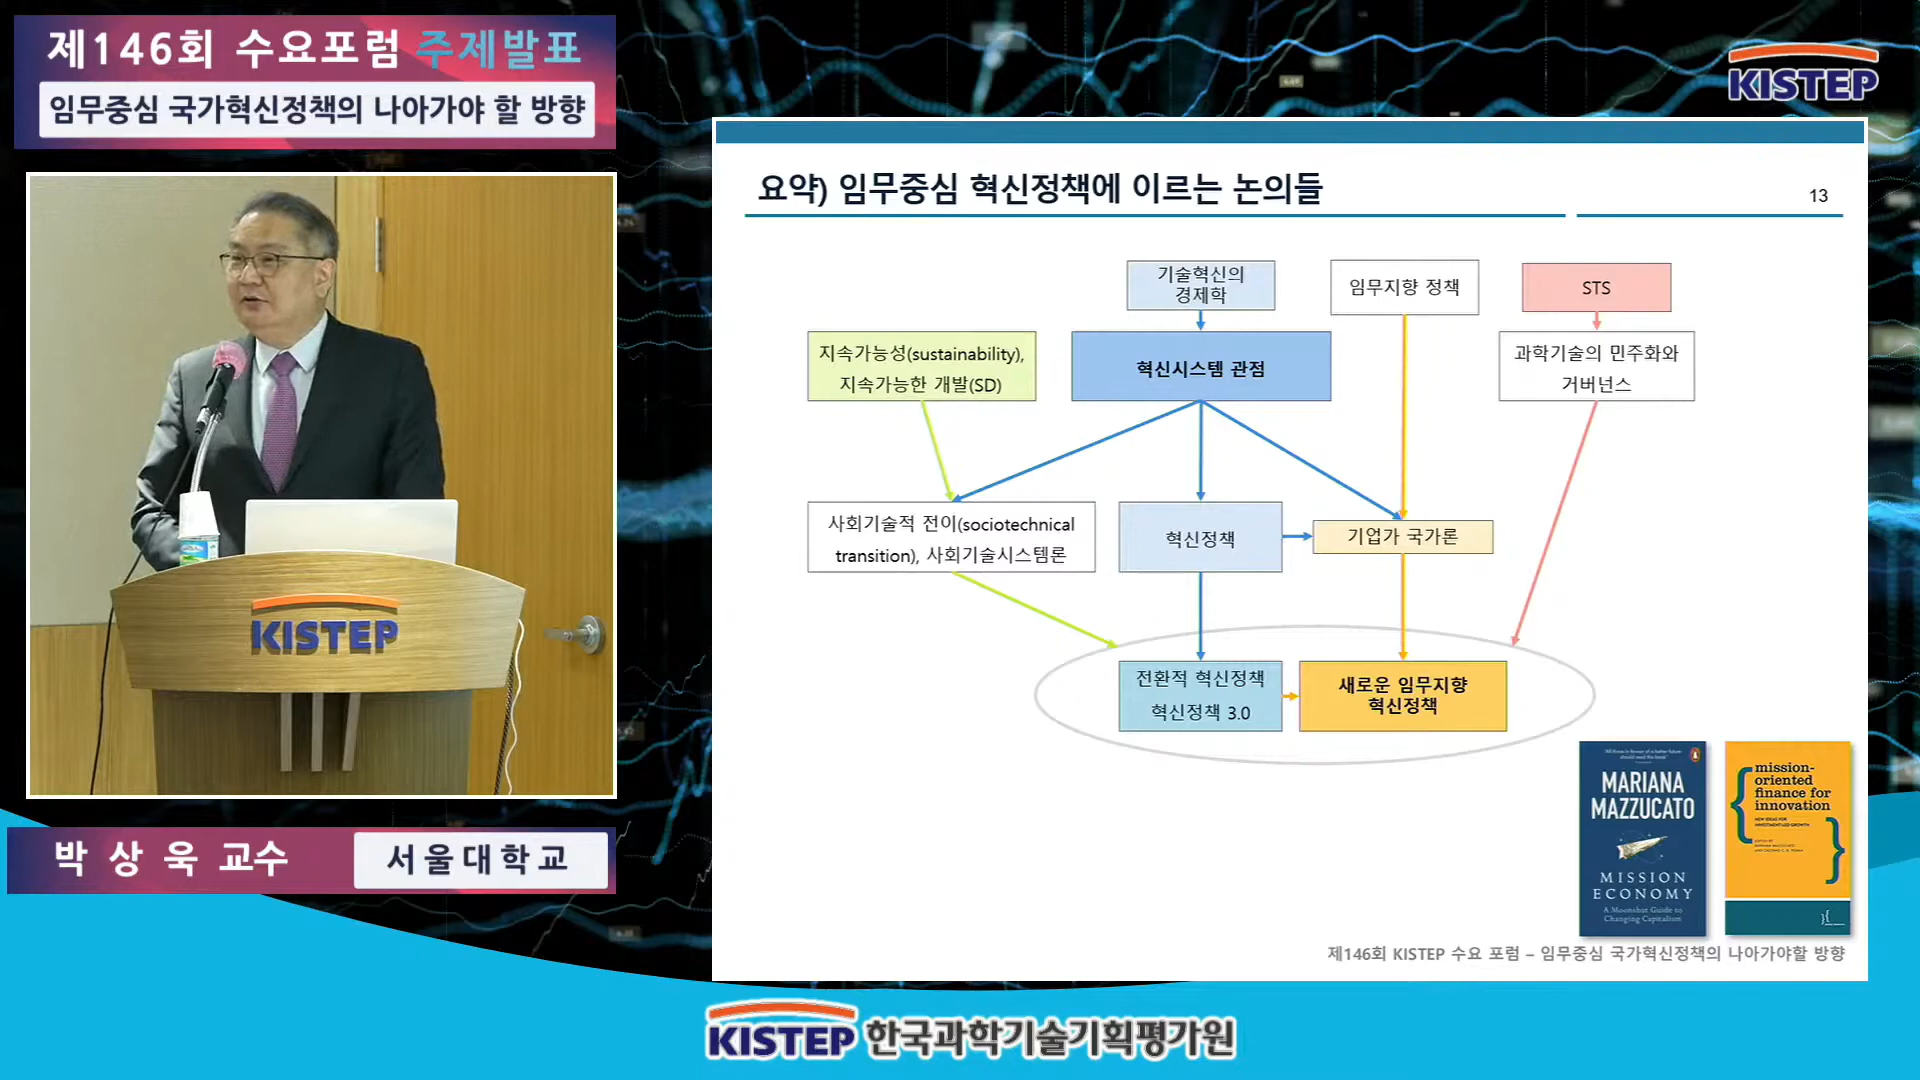 제146회 수요포럼 주제발표
임무중심 국가혁신정책의 나아가야 할 방향
KISTEP
요약) 임무중심 혁신정책에 이르는 논의들
13
기술혁신의
경제학
임무지향 정책
STS
지속가능성(sustainability),
지속가능한 개발(SD)
혁신시스템 관점
과학기술의 민주화와
거버넌스
사회기술적 전이(sociotechnical
transition), 사회기술시스템론
혁신정책
기업가 국가론
전환적 혁신정책
혁신정책 3.0
새로운 임무지향
혁신정책
MARIANA
MAZZUCATO
MISSION
ECONOMY
A Moonshot Guide to
Changing Capitalism
mission-
oriented
finance for
innovation
제146회 KISTEP 수요 포럼 – 임무중심 국가혁신정책의 나아가야할 방향
KISTEP
박상욱 교수
서울대학교
KISTEP 한국과학기술기획평가원